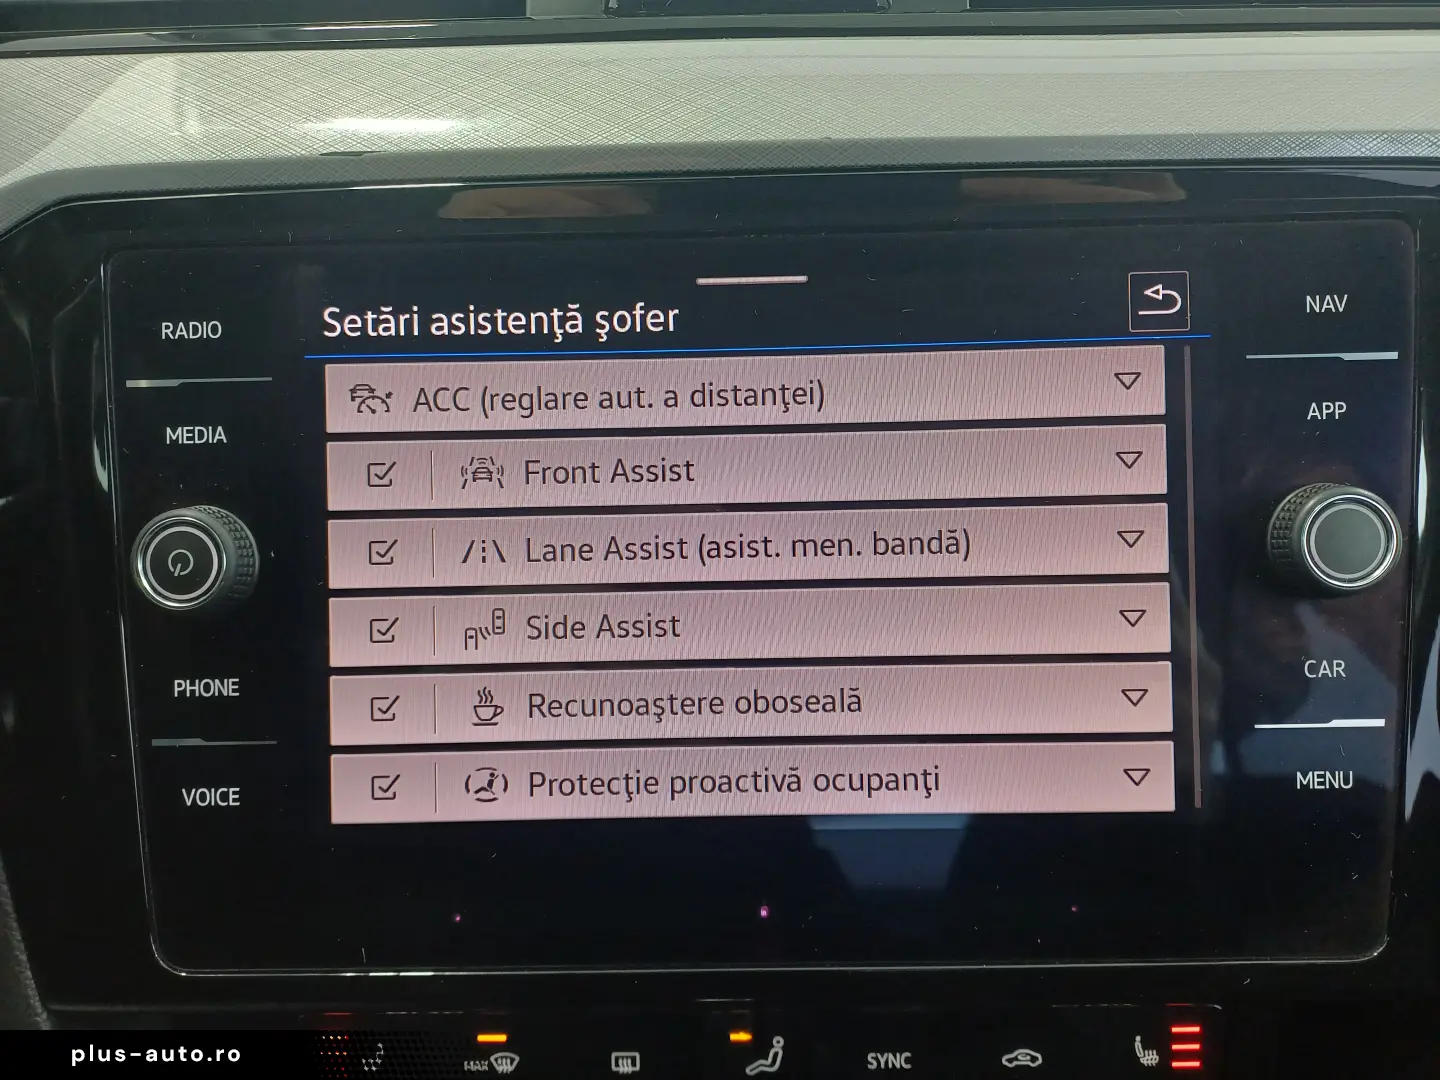 Setări asistenţă şofer
RADIO
MEDIA
PHONE
VOICE
ACC (reglare aut. a distanţei)
Front Assist
Lane Assist (asist. men. bandă)
Side Assist
Recunoaştere oboseală
Protecţie proactivă ocupanţi
NAV
APP
CAR
MENU
MAX
SYNC
plus-auto.ro